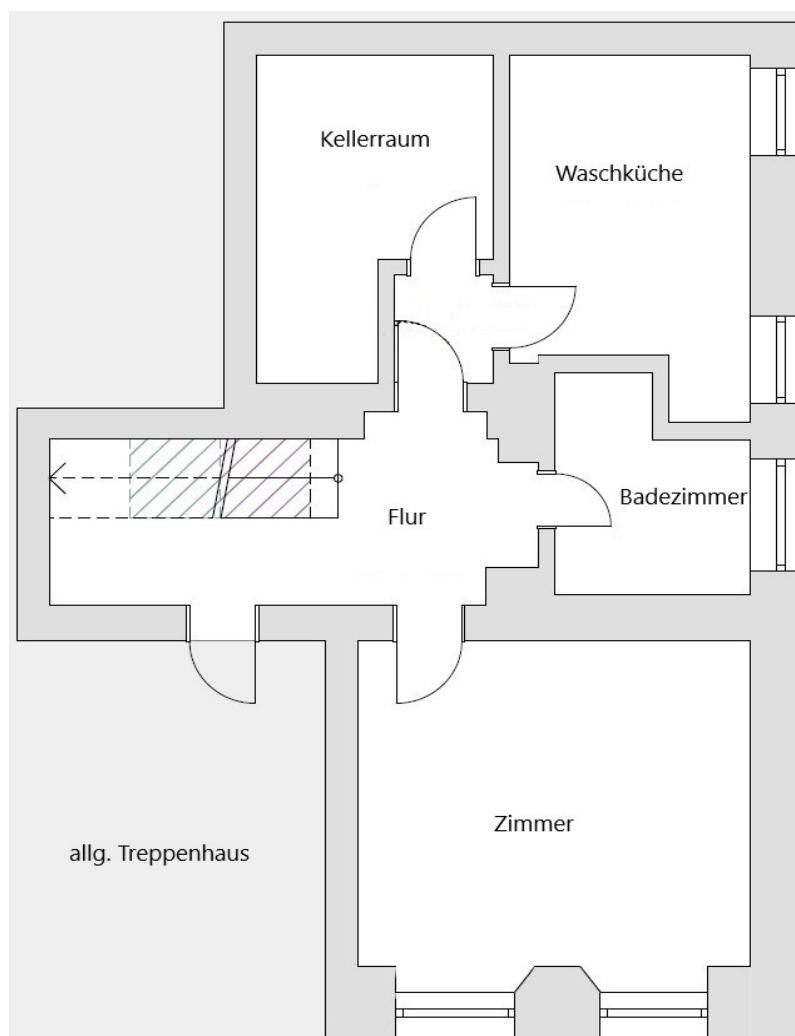 Kellerraum
Waschküche
Badezimmer
Flur
Zimmer
allg. Treppenhaus